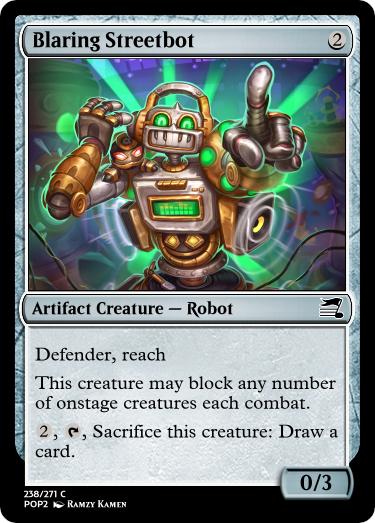 Blaring Streetbot 2
Artifact Creature — Robot
Defender, reach
This creature may block any number
of onstage creatures each combat.
2, , Sacrifice this creature: Draw a
card.
0/3
238/271 C
POP2 Ramzy Kamen